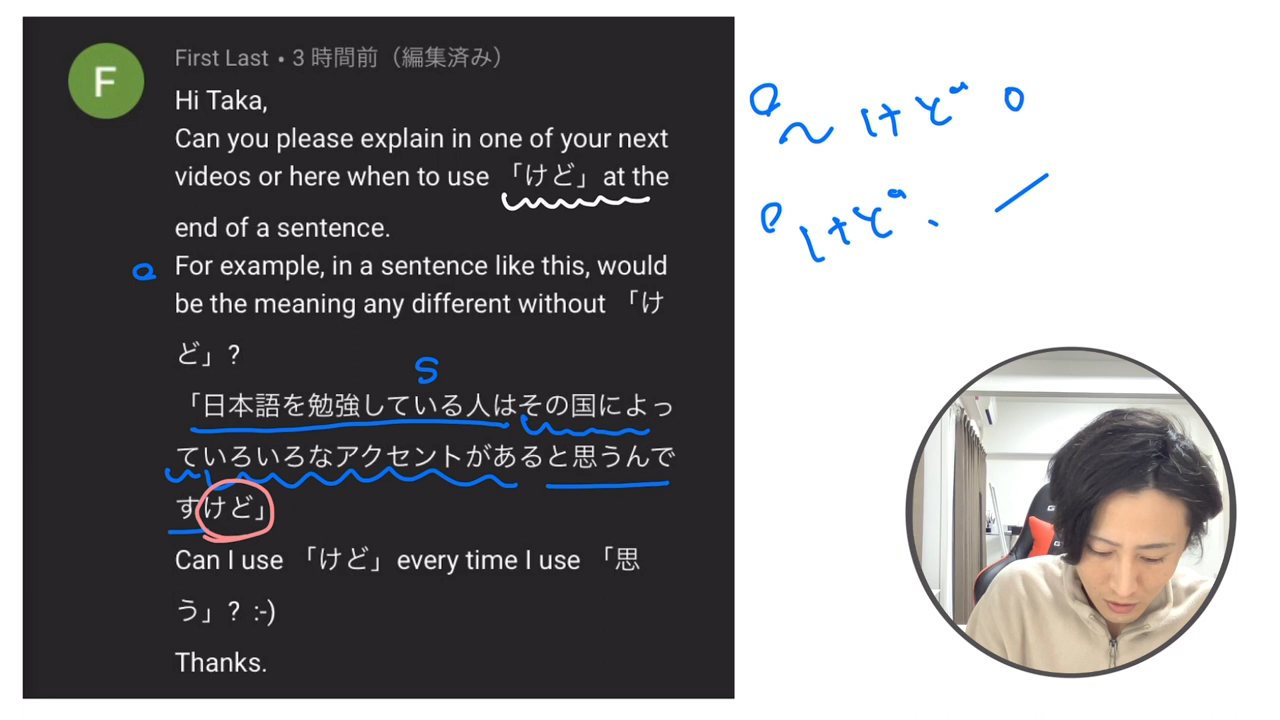 First Last • 3 時間前（編集済み）
F
Hi Taka,
Can you please explain in one of your next
videos or here when to use 「けど」at the
end of a sentence.
For example, in a sentence like this, would
be the meaning any different without 「け
ど」?
S
「日本語を勉強している人はその国によっ
ていろいろなアクセントがあると思うんで
すけど」
Can I use 「けど」every time I use 「思
う」? :-)
Thanks.
〜けど。
けど、